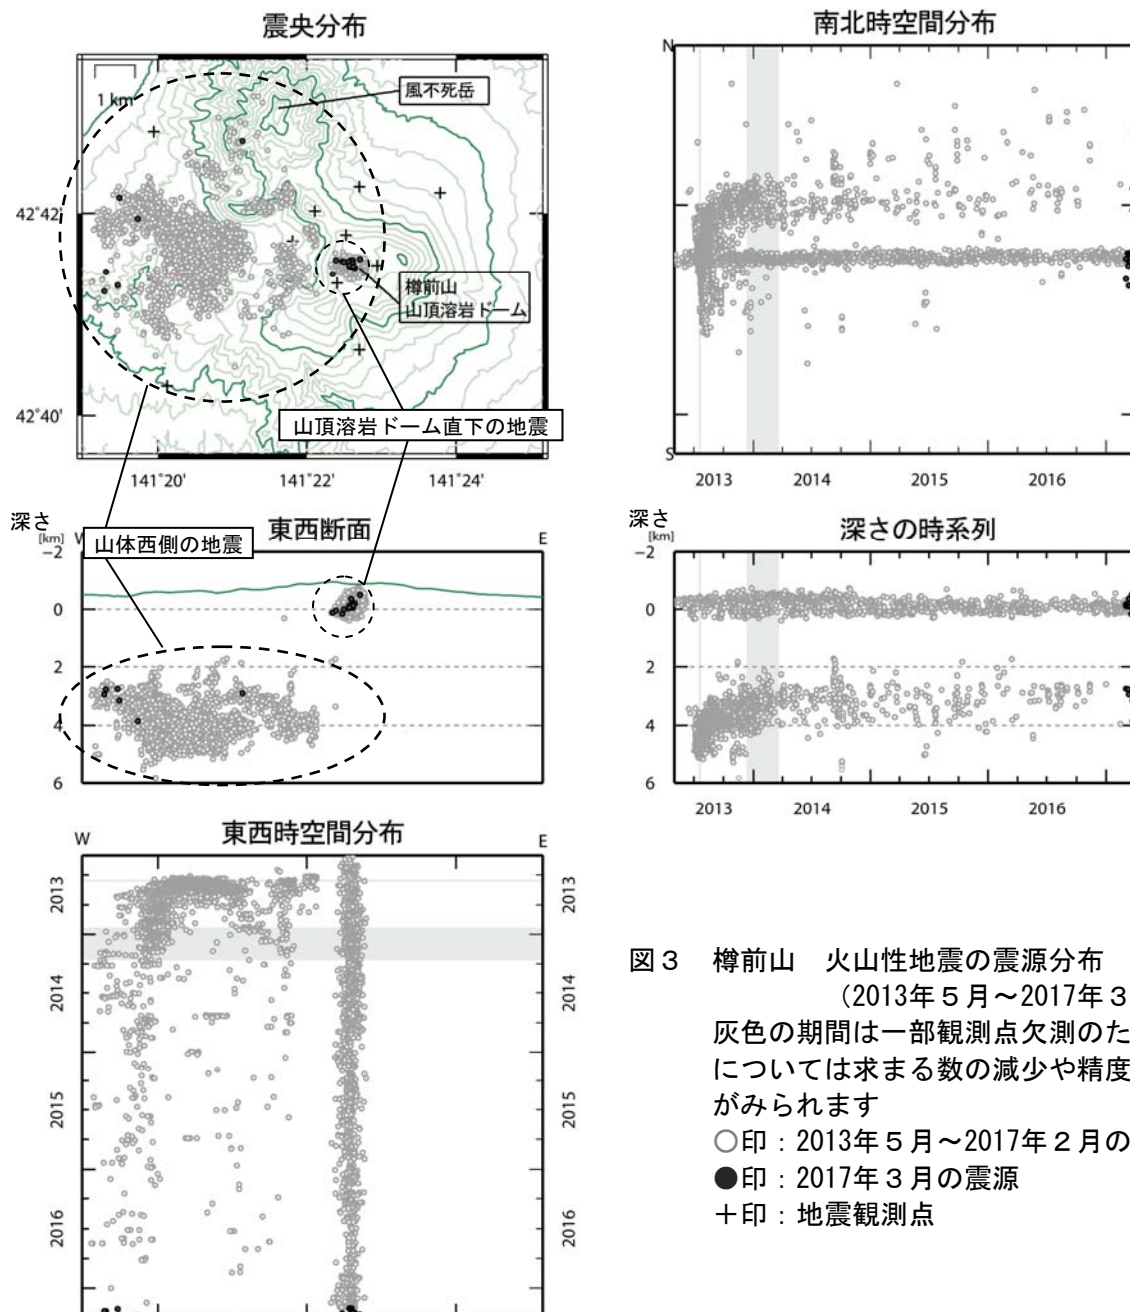 震央分布
1 km
風不死岳
42°42'
樽前山
山頂溶岩ドーム
42°40'
山頂溶岩ドーム直下の地震
141°20' 141°22' 141°24'
南北時空間分布
N
S
2013 2014 2015 2016
深さ
[km]
W
東西断面
E
山体西側の地震
-2
0
2
4
6
深さ
[km]
深さの時系列
-2
0
2
4
6
2013 2014 2015 2016
W
東西時空間分布
E
2013 2013
2014 2014
2015 2015
2016 2016
図3 樽前山 火山性地震の震源分布
(2013年5月~2017年3
灰色の期間は一部観測点欠測のた
については求まる数の減少や精度
がみられます
○印:2013年5月~2017年2月の
●印:2017年3月の震源
+印:地震観測点